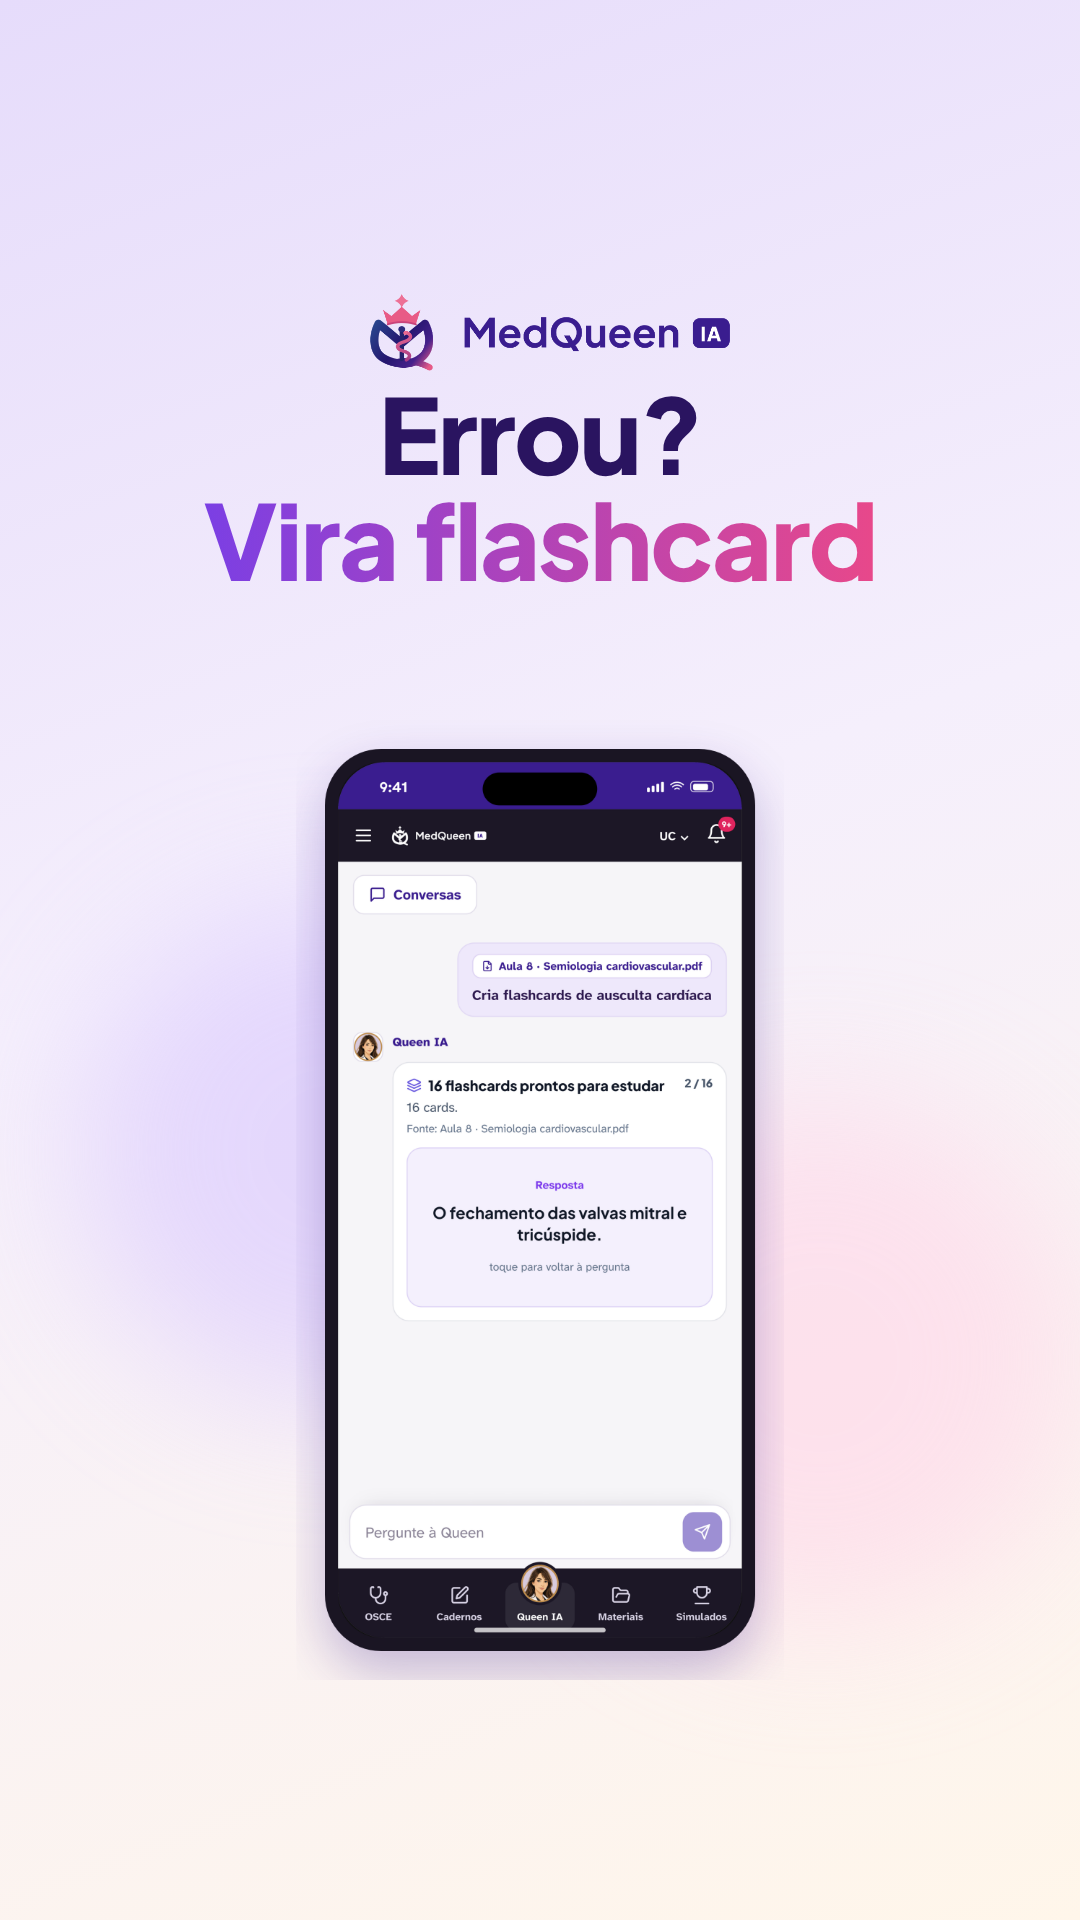 MedQueen IA
Errou?
Vira flashcard
9:41
MedQueen IA
UC
9+
Conversas
Aula 8 · Semiologia cardiovascular.pdf
Cria flashcards de ausculta cardíaca
Queen IA
16 flashcards prontos para estudar
2 / 16
16 cards.
Fonte: Aula 8 · Semiologia cardiovascular.pdf
Resposta
O fechamento das valvas mitral e
tricúspide.
toque para voltar à pergunta
Pergunte à Queen
OSCE
Cadernos
Queen IA
Materiais
Simulados